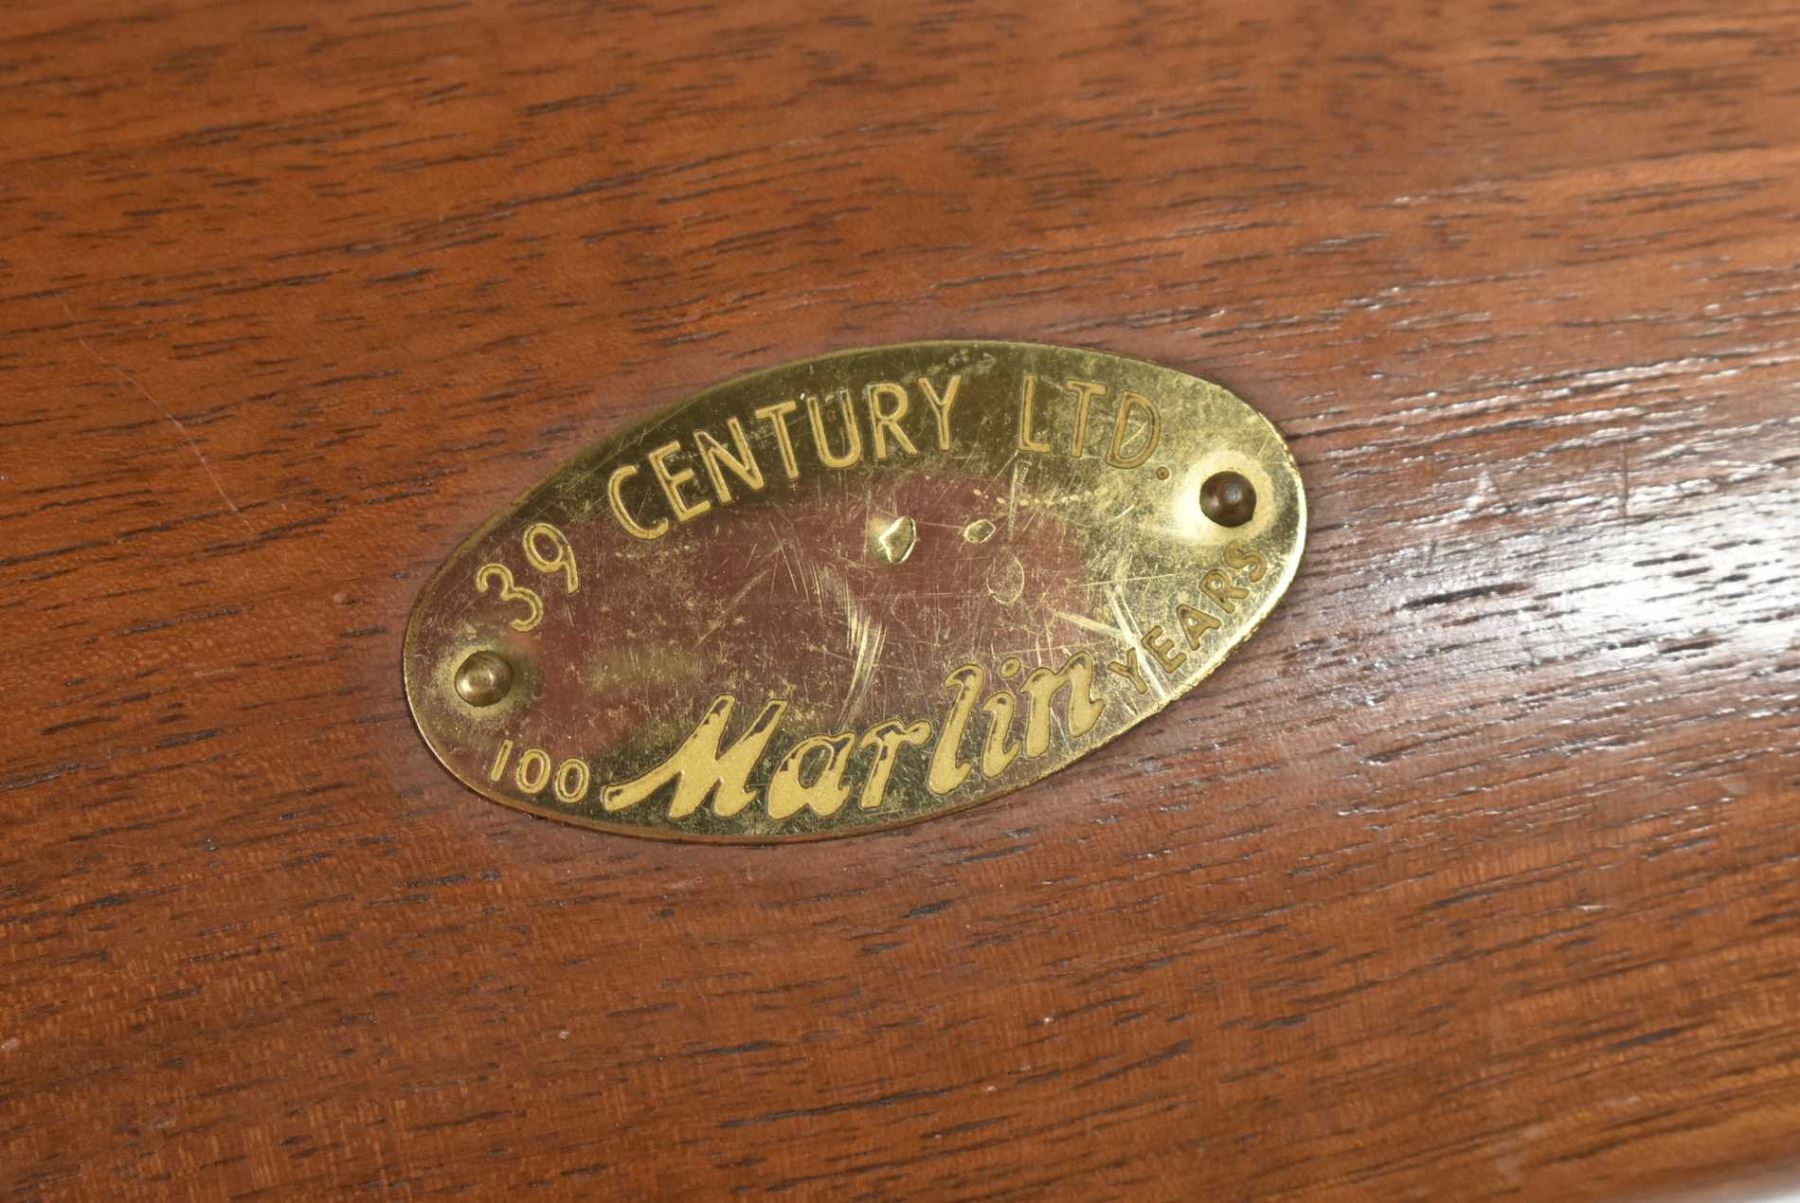 39 CENTURY LTD.
100 Marlin YEARS